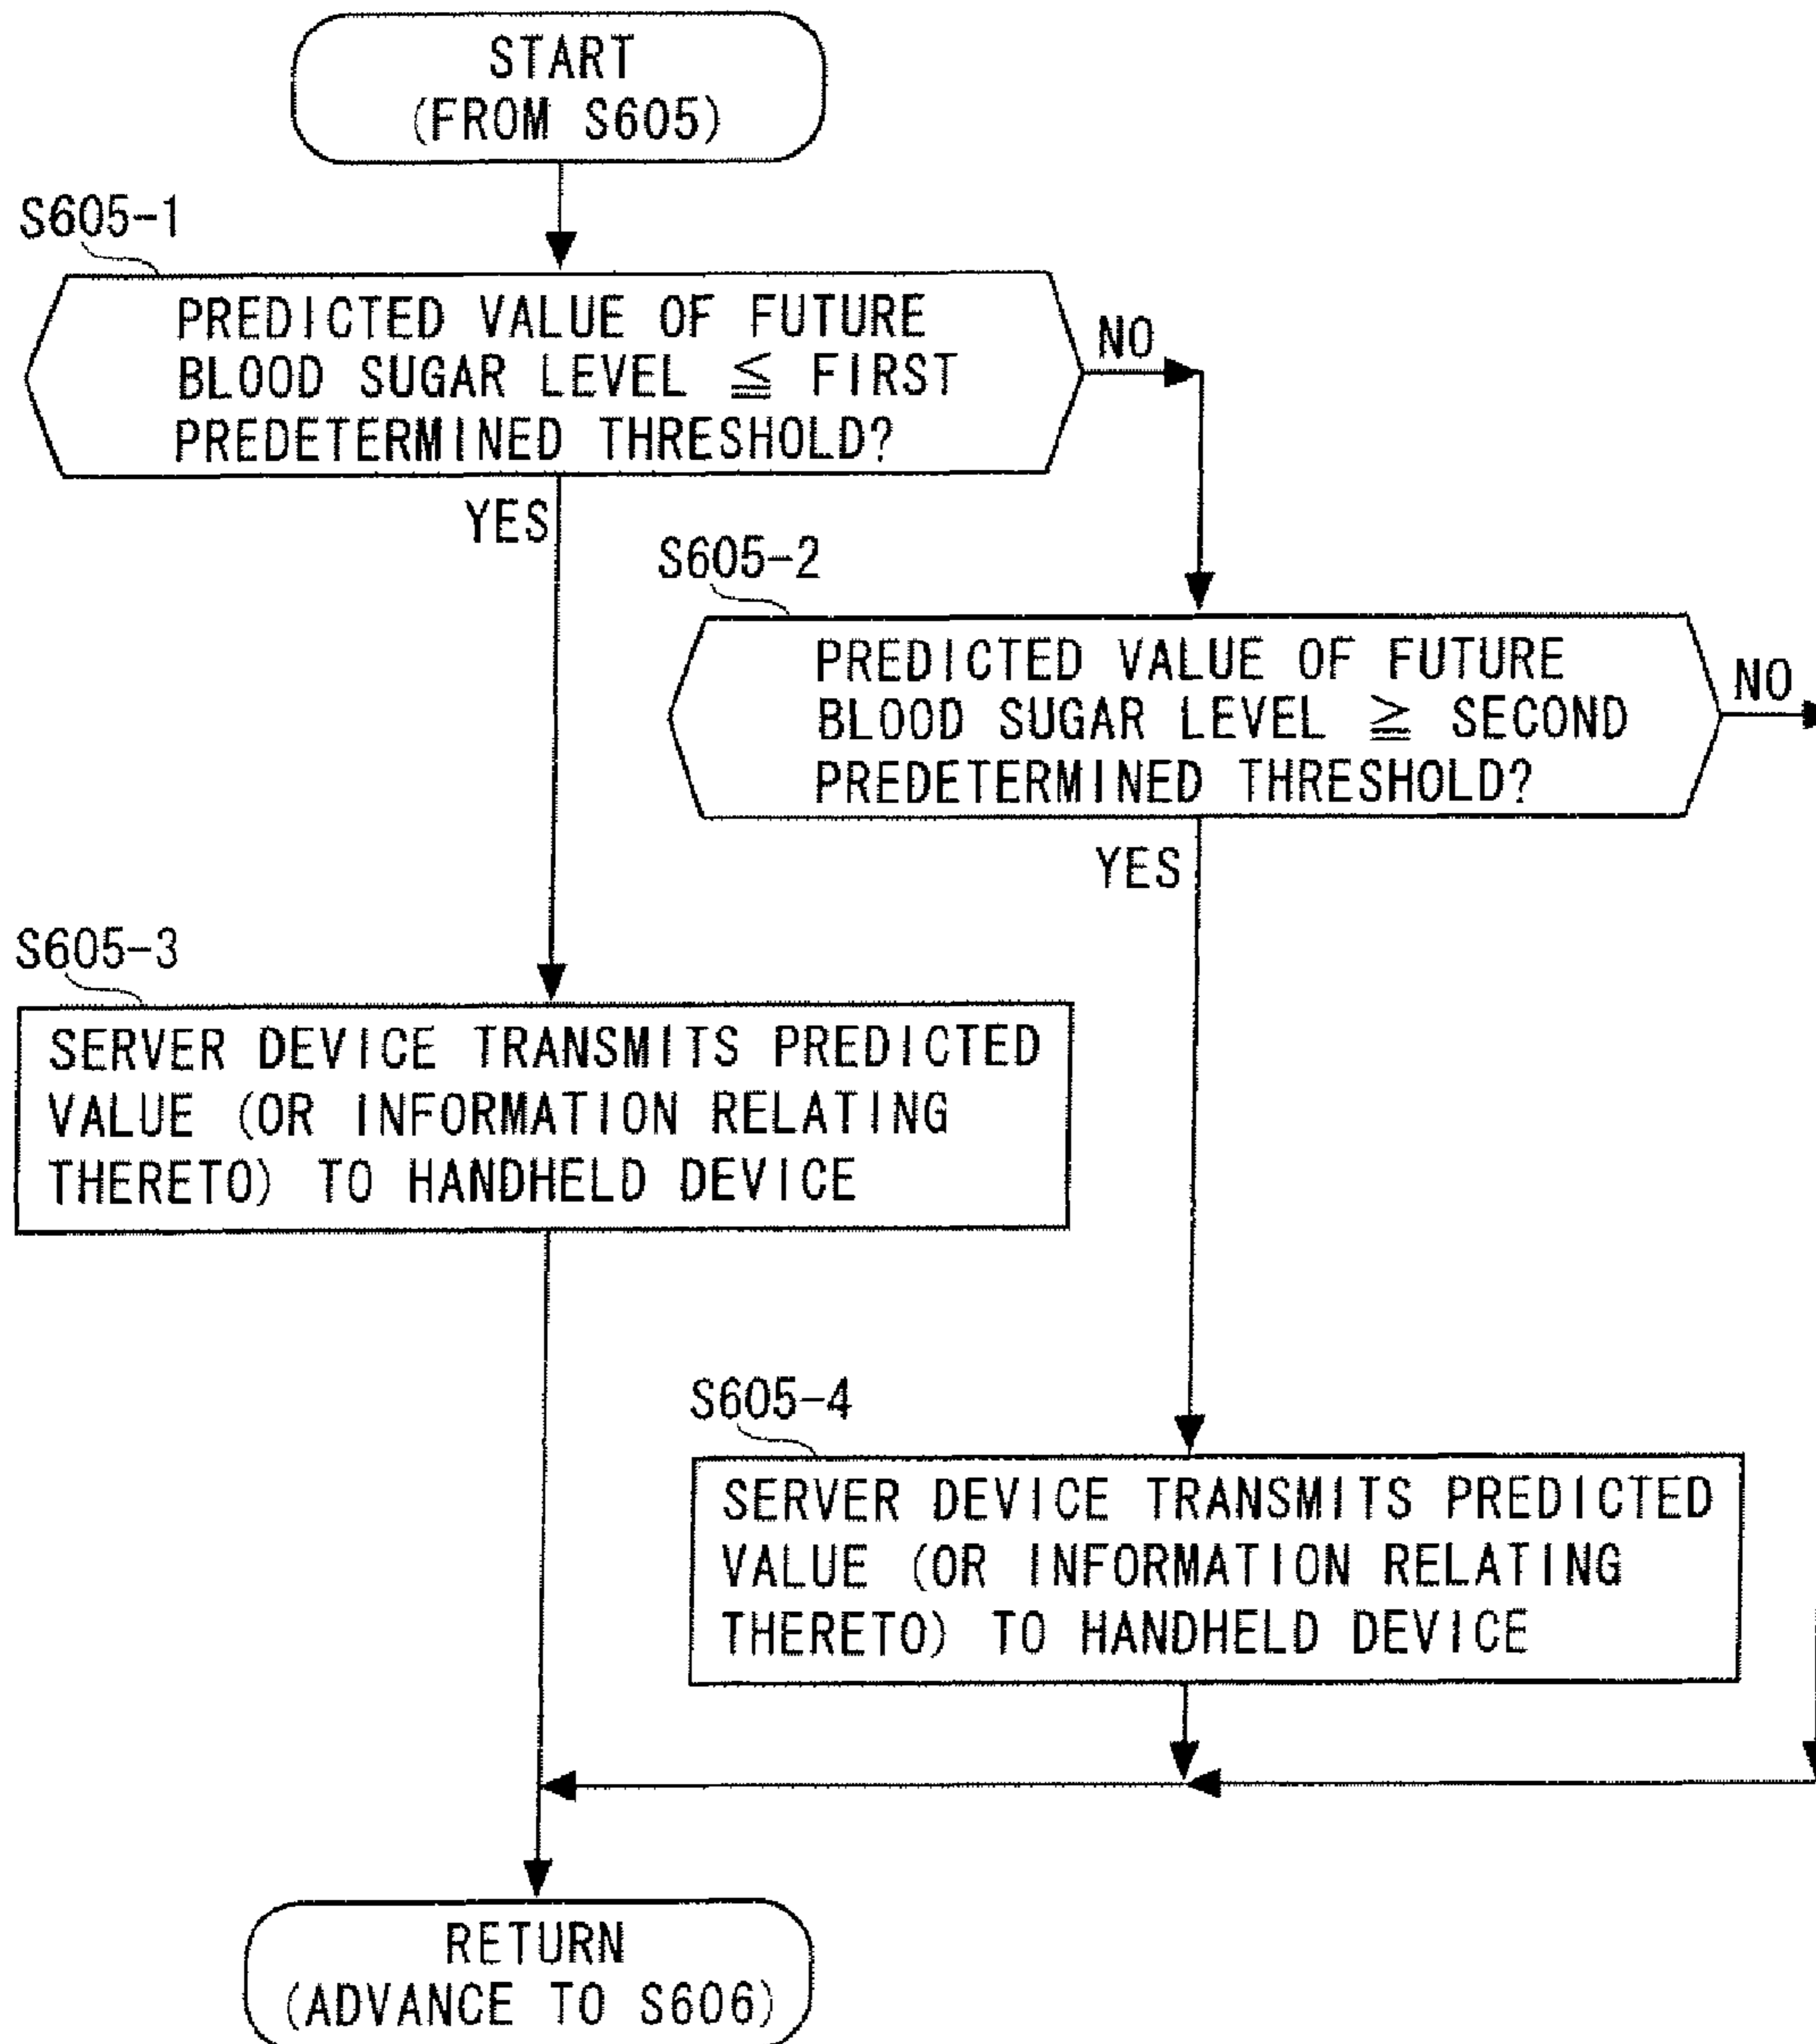 START
(FROM S605)
S605-1
PREDICTED VALUE OF FUTURE
BLOOD SUGAR LEVEL ≦ FIRST
PREDETERMINED THRESHOLD?
NO
YES
S605-2
PREDICTED VALUE OF FUTURE
BLOOD SUGAR LEVEL ≧ SECOND
PREDETERMINED THRESHOLD?
NO
YES
S605-3
SERVER DEVICE TRANSMITS PREDICTED
VALUE (OR INFORMATION RELATING
THERETO) TO HANDHELD DEVICE
S605-4
SERVER DEVICE TRANSMITS PREDICTED
VALUE (OR INFORMATION RELATING
THERETO) TO HANDHELD DEVICE
RETURN
(ADVANCE TO S606)